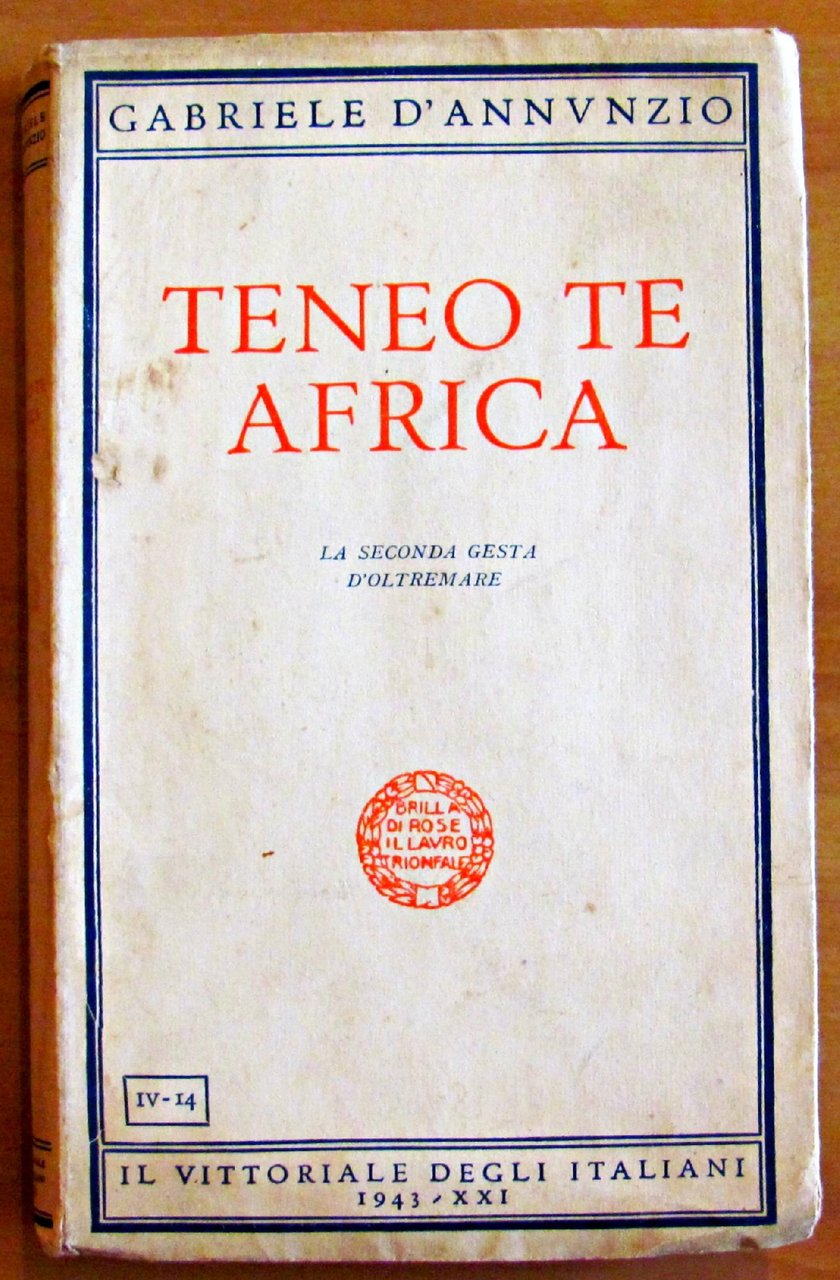 GABRIELE D'ANNVNZIO
TENEO TE
AFRICA
LA SECONDA GESTA
D'OLTREMARE
BRILLA
DI ROSE
IL LAVRO
TRIONFALE
IV-14
IL VITTORIALE DEGLI ITALIANI
1943-XXI